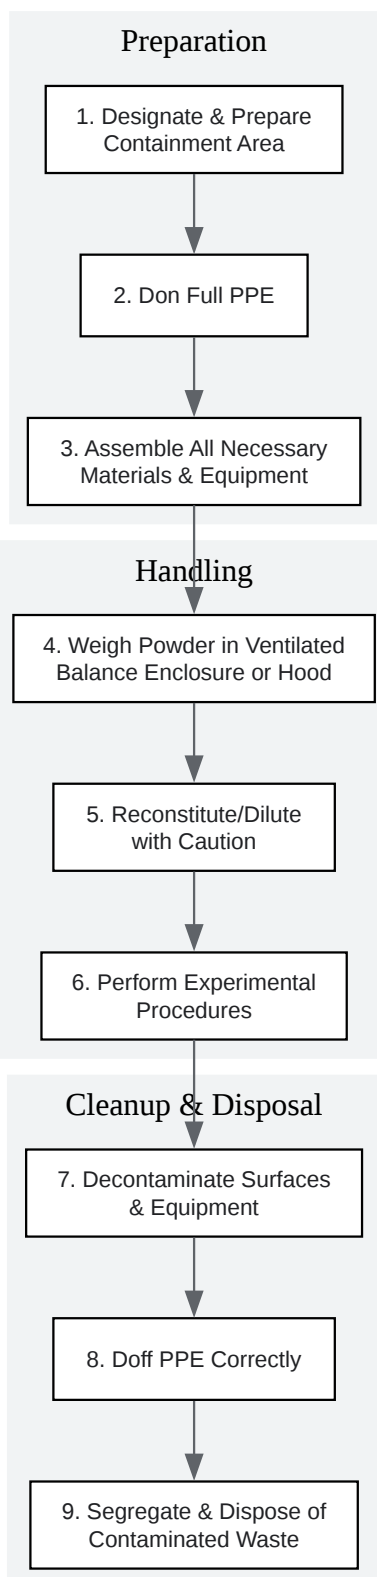 Preparation
1. Designate & Prepare
Containment Area
2. Don Full PPE
3. Assemble All Necessary
Materials & Equipment
Handling
4. Weigh Powder in Ventilated
Balance Enclosure or Hood
5. Reconstitute/Dilute
with Caution
6. Perform Experimental
Procedures
Cleanup & Disposal
7. Decontaminate Surfaces
& Equipment
8. Doff PPE Correctly
9. Segregate & Dispose of
Contaminated Waste